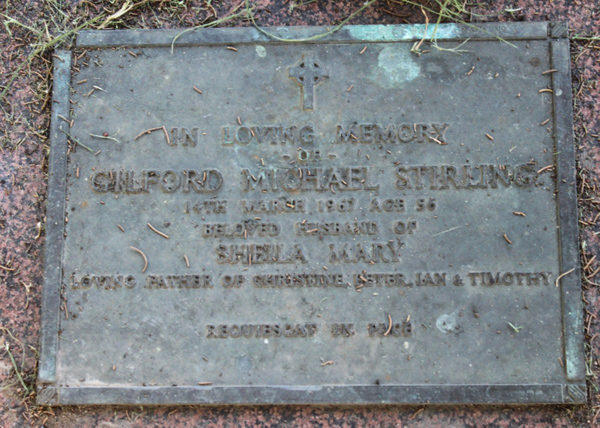 IN LOVING MEMORY
- OF -
GILFORD MICHAEL STIRLING
14TH MARCH 1967 AGE 56
BELOVED HUSBAND OF
SHEILA MARY
LOVING FATHER OF CHRISTINE, PETER, IAN & TIMOTHY
REQUIESCAT IN PACE